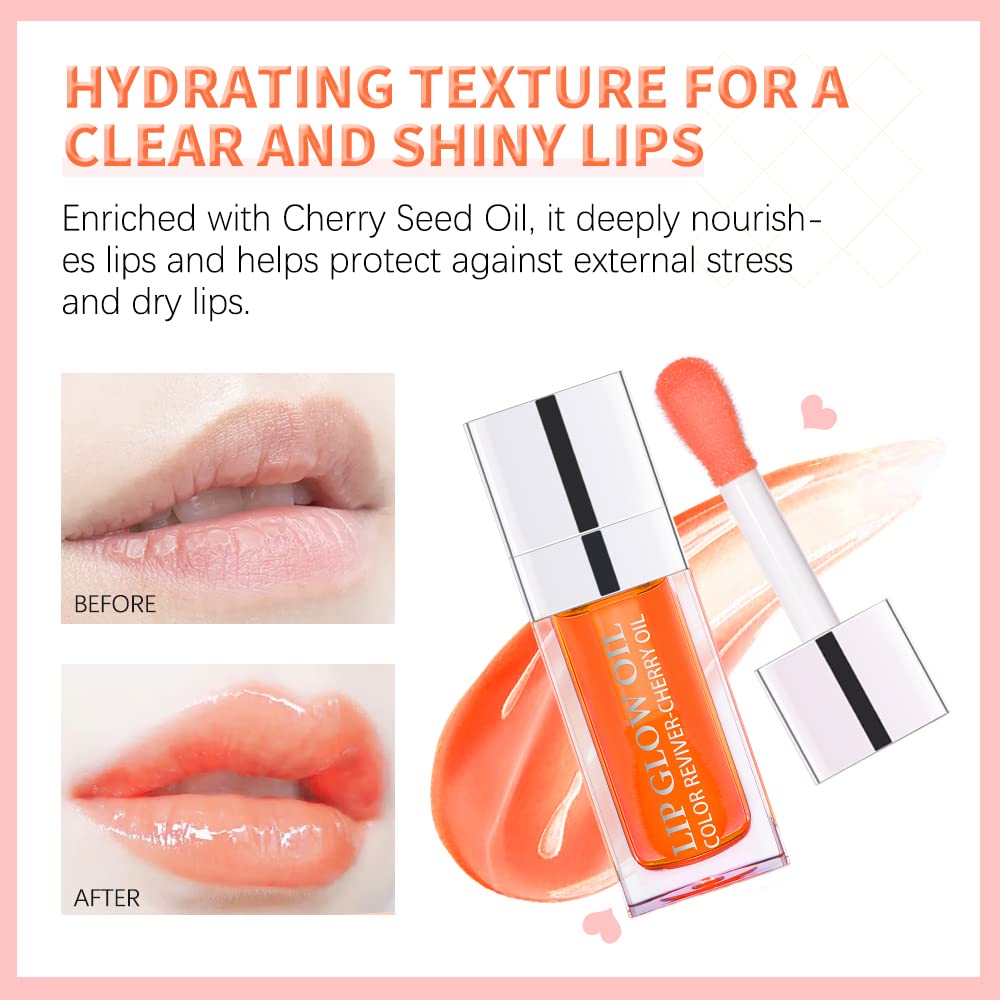 HYDRATING TEXTURE FOR A
CLEAR AND SHINY LIPS
Enriched with Cherry Seed Oil, it deeply nourish-
es lips and helps protect against external stress
and dry lips.
BEFORE
AFTER
LIP GLOW OIL
COLOR REVIVER-CHERRY OIL